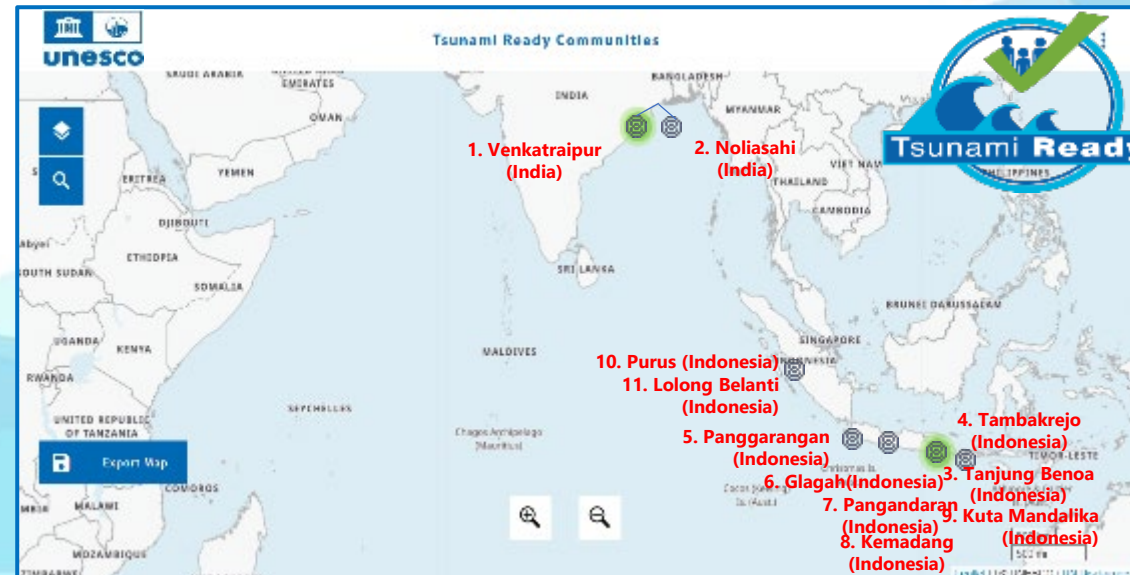 unesco
Tsunami Ready Communities
Tsunami Ready
SAUDI ARABIA
EMIRATES
OMAN
INDIA
BANGLADESH
MYANMAR
1. Venkatraipur
(India)
2. Noliasahi
(India)
VIET NAM
THAILAND
PHILIPPINES
CAMBODIA
ERITREA
YEMEN
DJIBOUTI
Abyei
ETHIOPIA
SOUTH SUDAN
SOMALIA
SRI LANKA
BRUNEI DARUSSALAM
UGANDA
KENYA
MALDIVES
SINGAPORE
RWANDA
10. Purus (Indonesia)
11. Lolong Belanti
(Indonesia)
SEYCHELLES
UNITED REPUBLIC
OF TANZANIA
Chagos Archipelago
(Mauritius)
4. Tambakrejo
(Indonesia)
5. Panggarangan
(Indonesia)
TIMOR-LESTE
Export Map
6. Glagah(Indonesia)
3. Tanjung Benoa
(Indonesia)
COMOROS
7. Pangandaran
(Indonesia)
9. Kuta Mandalika
(Indonesia)
MALAWI
8. Kemadang
(Indonesia)
MOZAMBIQUE